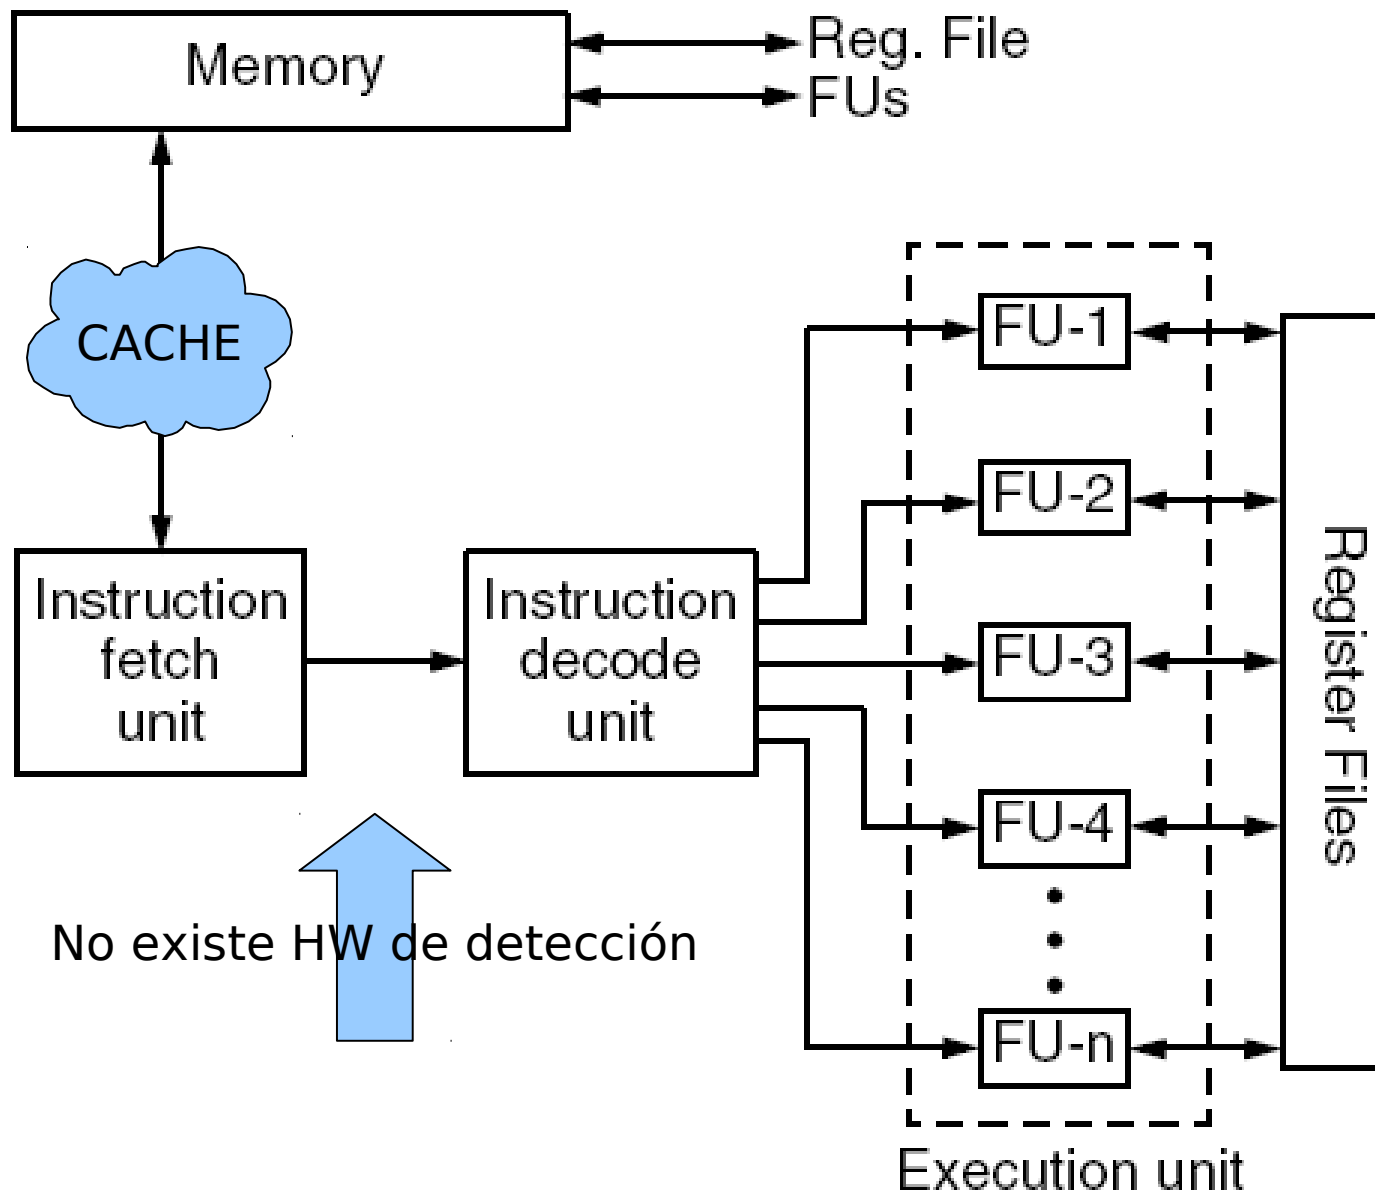 Memory
Reg. File
FUs
CACHE
Instruction
fetch
unit
Instruction
decode
unit
FU-1
FU-2
FU-3
FU-4
FU-n
Register Files
No existe HW de detección
Execution unit